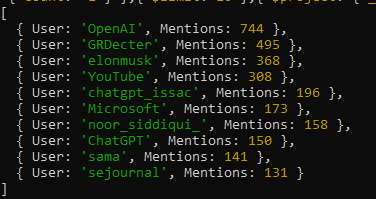 [
  { User: 'OpenAI', Mentions: 744 },
  { User: 'GRDecter', Mentions: 495 },
  { User: 'elonmusk', Mentions: 368 },
  { User: 'YouTube', Mentions: 308 },
  { User: 'chatgpt_issac', Mentions: 196 },
  { User: 'Microsoft', Mentions: 173 },
  { User: 'noor_siddiqui_', Mentions: 158 },
  { User: 'ChatGPT', Mentions: 150 },
  { User: 'sama', Mentions: 141 },
  { User: 'sejournal', Mentions: 131 }
]